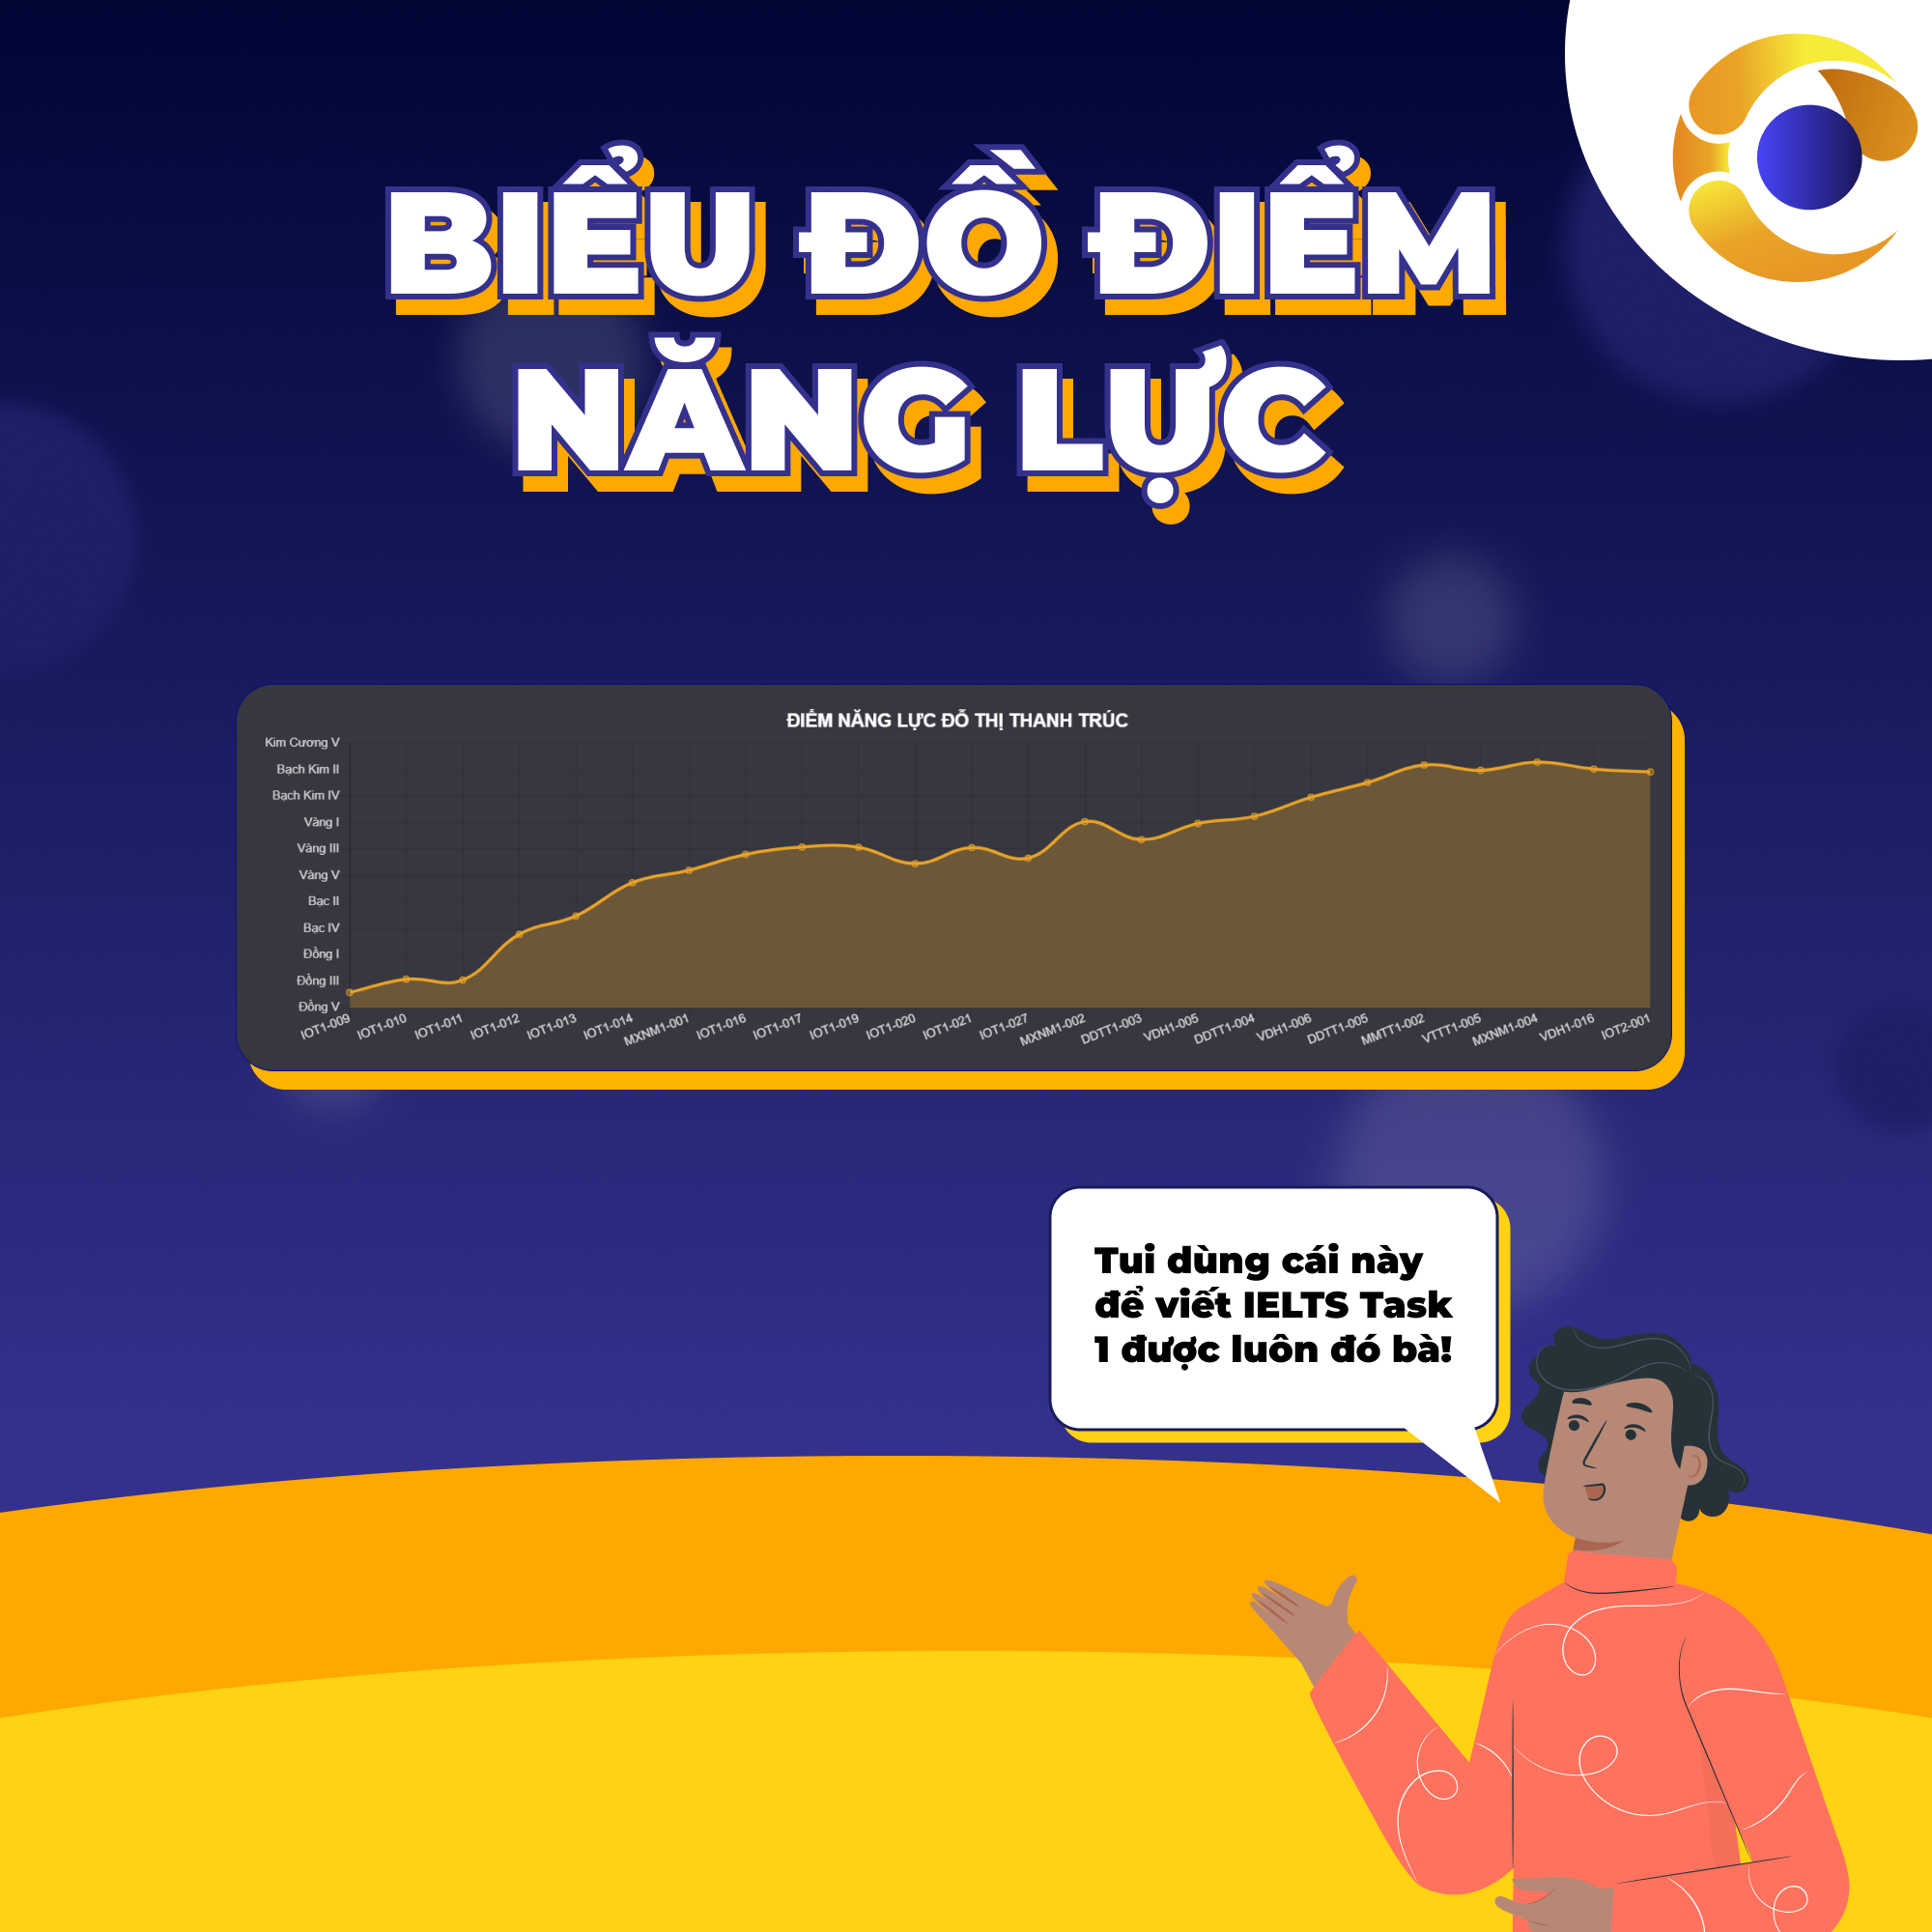 BIỂU ĐỒ ĐIỂM
NĂNG LỰC
ĐIỂM NĂNG LỰC ĐỖ THỊ THANH TRÚC
Kim Cương V
Bạch Kim II
Bạch Kim IV
Vàng I
Vàng III
Vàng V
Bạc II
Bạc IV
Đồng I
Đồng III
Đồng V
IOT1-009
IOT1-010
IOT1-011
IOT1-012
IOT1-013
IOT1-014
MXNM1-001
IOT1-016
IOT1-017
IOT1-019
IOT1-020
IOT1-021
IOT1-027
MXNM1-002
DDTT1-003
VDH1-005
DDTT1-004
VDH1-006
DDTT1-005
MMTT1-002
VTTT1-005
MXNM1-004
VDH1-016
IOT2-001
Tui dùng cái này
để viết IELTS Task
1 được luôn đó bà!